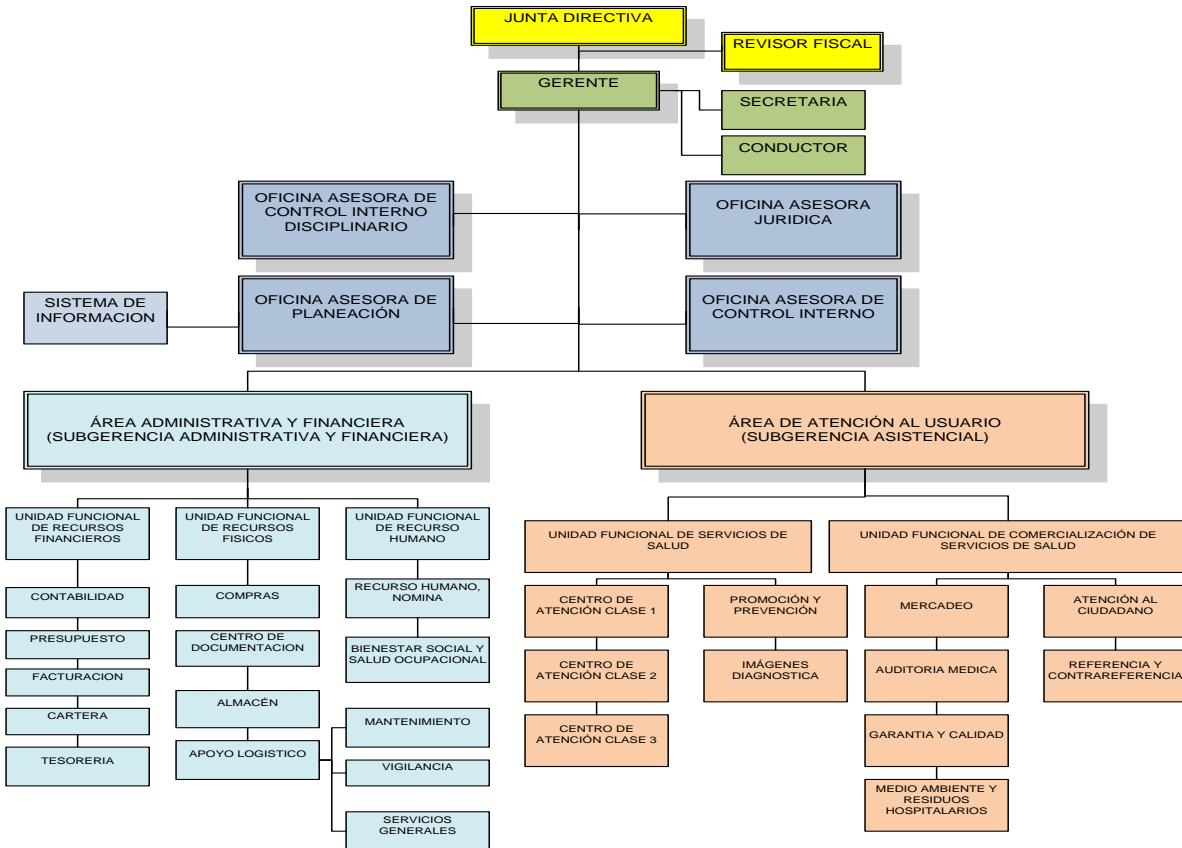 JUNTA DIRECTIVA
REVISOR FISCAL
GERENTE
SECRETARIA
CONDUCTOR
OFICINA ASESORA DE
CONTROL INTERNO
DISCIPLINARIO
OFICINA ASESORA
JURIDICA
SISTEMA DE
INFORMACION
OFICINA ASESORA DE
PLANEACIÓN
OFICINA ASESORA DE
CONTROL INTERNO
ÁREA ADMINISTRATIVA Y FINANCIERA
(SUBGERENCIA ADMINISTRATIVA Y FINANCIERA)
ÁREA DE ATENCIÓN AL USUARIO
(SUBGERENCIA ASISTENCIAL)
UNIDAD FUNCIONAL
DE RECURSOS
FINANCIEROS
UNIDAD FUNCIONAL
DE RECURSOS
FISICOS
UNIDAD FUNCIONAL
DE RECURSO
HUMANO
UNIDAD FUNCIONAL DE SERVICIOS DE
SALUD
UNIDAD FUNCIONAL DE COMERCIALIZACIÓN DE
SERVICIOS DE SALUD
CONTABILIDAD
PRESUPUESTO
FACTURACION
CARTERA
TESORERIA
COMPRAS
CENTRO DE
DOCUMENTACION
ALMACÉN
APOYO LOGISTICO
RECURSO HUMANO,
NOMINA
BIENESTAR SOCIAL Y
SALUD OCUPACIONAL
MANTENIMIENTO
VIGILANCIA
SERVICIOS
GENERALES
CENTRO DE
ATENCIÓN CLASE 1
CENTRO DE
ATENCIÓN CLASE 2
CENTRO DE
ATENCIÓN CLASE 3
PROMOCIÓN Y
PREVENCIÓN
IMÁGENES
DIAGNOSTICA
MERCADEO
AUDITORIA MEDICA
GARANTIA Y CALIDAD
MEDIO AMBIENTE Y
RESIDUOS
HOSPITALARIOS
ATENCIÓN AL
CIUDADANO
REFERENCIA Y
CONTRAREFERENCIA